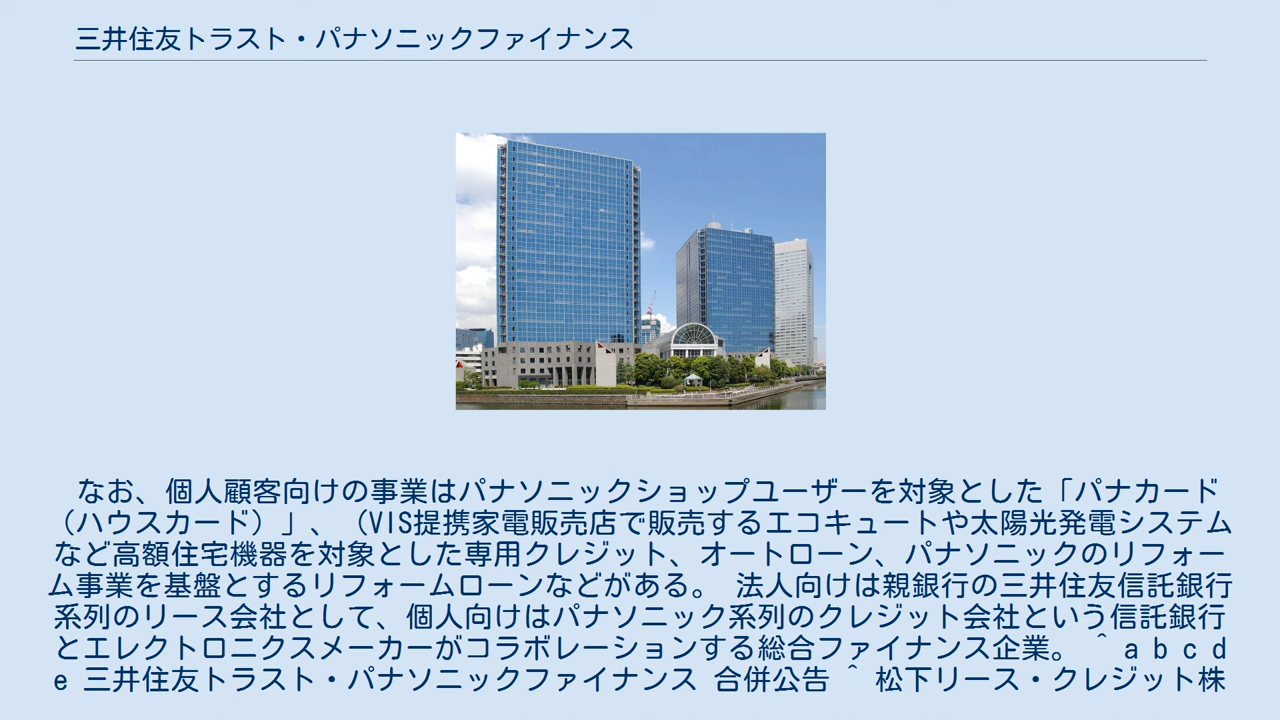 三井住友トラスト・パナソニックファイナンス
なお、個人顧客向けの事業はパナソニックショップユーザーを対象とした「パナカード
（ハウスカード）」、（VIS提携家電販売店で販売するエコキュートや太陽光発電システム
など高額住宅機器を対象とした専用クレジット、オートローン、パナソニックのリフォー
ム事業を基盤とするリフォームローンなどがある。 法人向けは親銀行の三井住友信託銀行
系列のリース会社として、個人向けはパナソニック系列のクレジット会社という信託銀行
とエレクトロニクスメーカーがコラボレーションする総合ファイナンス企業。 ^ a b c d
e 三井住友トラスト・パナソニックファイナンス 合併公告 ^ 松下リース・クレジット株